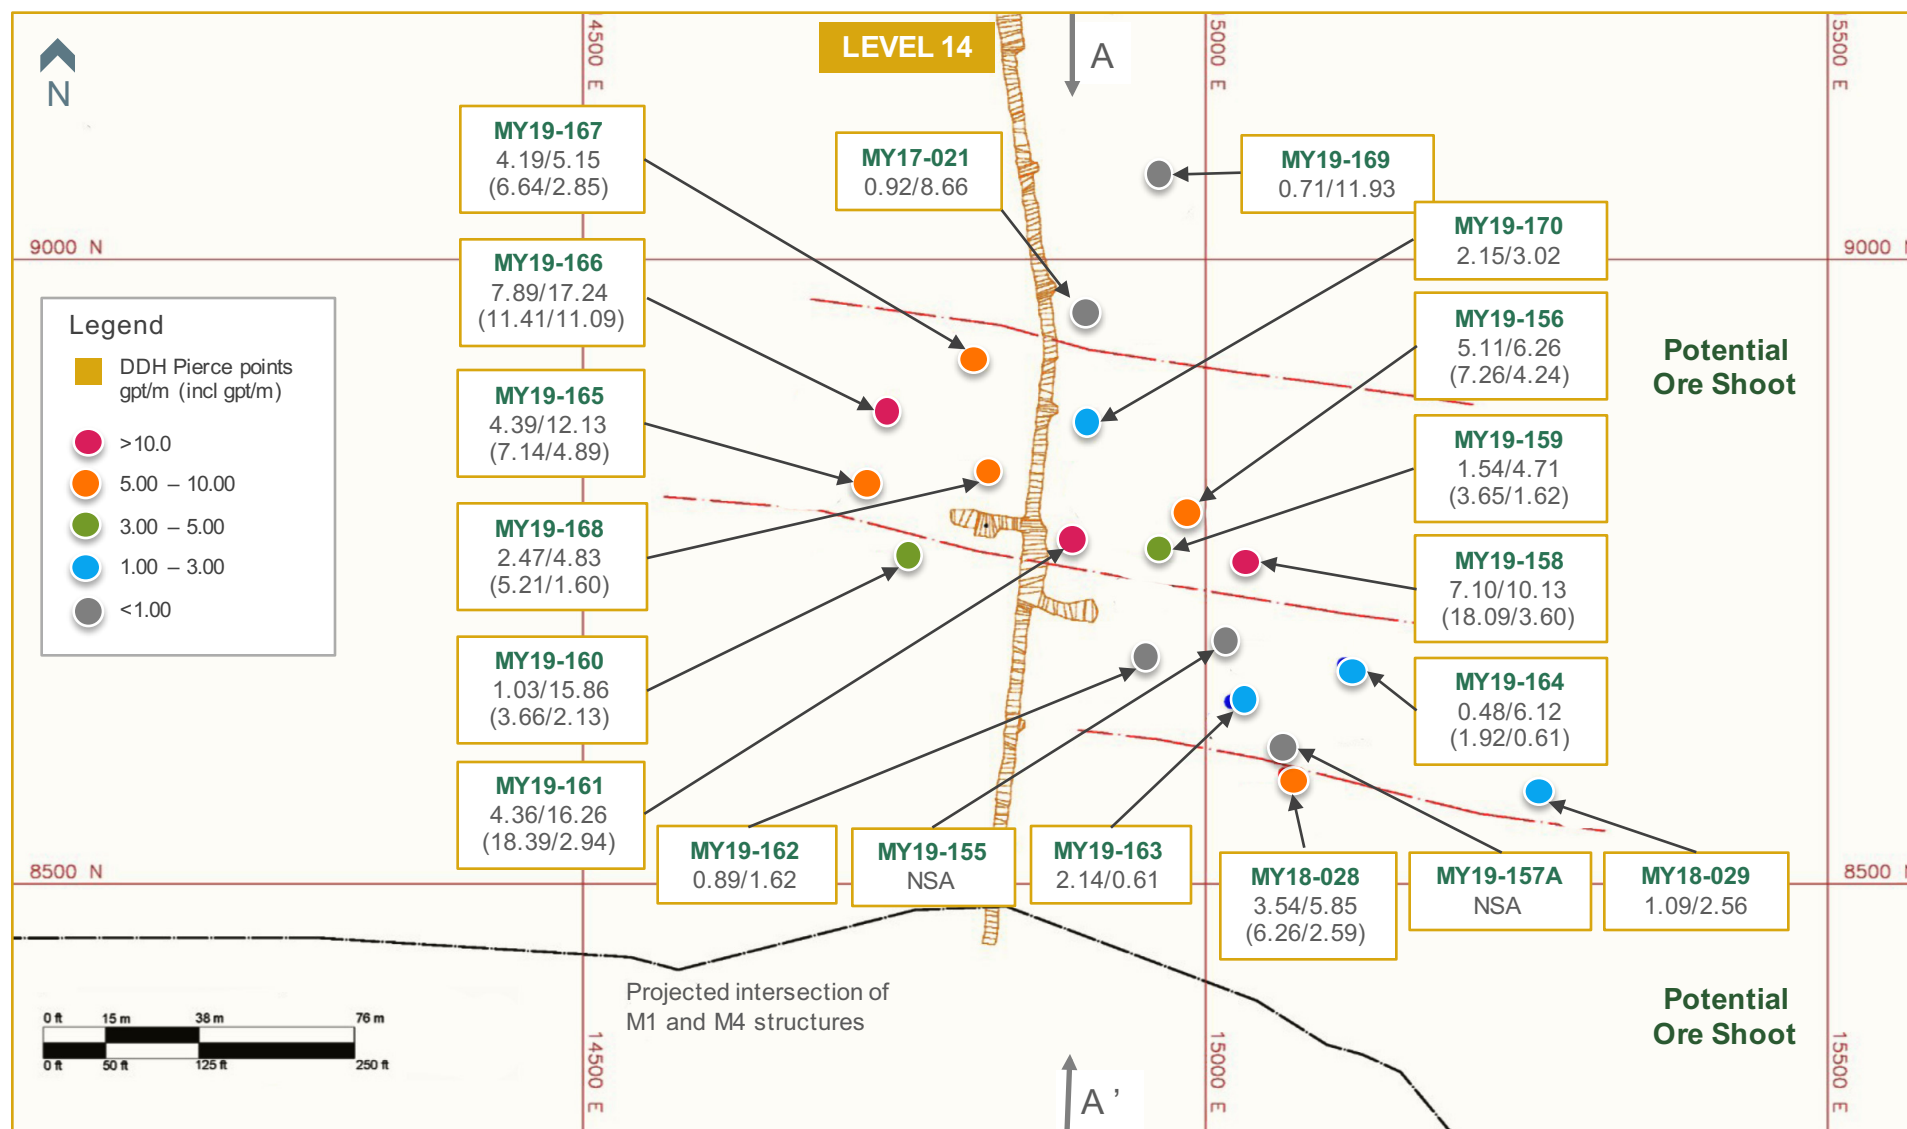 LEVEL 14
A
N
4500 E
5000 E
5500 E
MY19-167
4.19/5.15
(6.64/2.85)
MY17-021
0.92/8.66
MY19-169
0.71/11.93
MY19-170
2.15/3.02
9000 N
9000 N
MY19-166
7.89/17.24
(11.41/11.09)
MY19-156
5.11/6.26
(7.26/4.24)
Potential
Ore Shoot
Legend
DDH Pierce points
gpt/m (incl gpt/m)
>10.0
5.00 – 10.00
3.00 – 5.00
1.00 – 3.00
<1.00
MY19-165
4.39/12.13
(7.14/4.89)
MY19-159
1.54/4.71
(3.65/1.62)
MY19-168
2.47/4.83
(5.21/1.60)
MY19-158
7.10/10.13
(18.09/3.60)
MY19-160
1.03/15.86
(3.66/2.13)
MY19-164
0.48/6.12
(1.92/0.61)
MY19-161
4.36/16.26
(18.39/2.94)
MY19-162
0.89/1.62
MY19-155
NSA
MY19-163
2.14/0.61
MY18-028
3.54/5.85
(6.26/2.59)
MY19-157A
NSA
MY18-029
1.09/2.56
8500 N
8500 N
Projected intersection of
M1 and M4 structures
Potential
Ore Shoot
0 ft 15 m 38 m 76 m
0 ft 50 ft 125 ft 250 ft
14500 E
15000 E
15500 E
A '